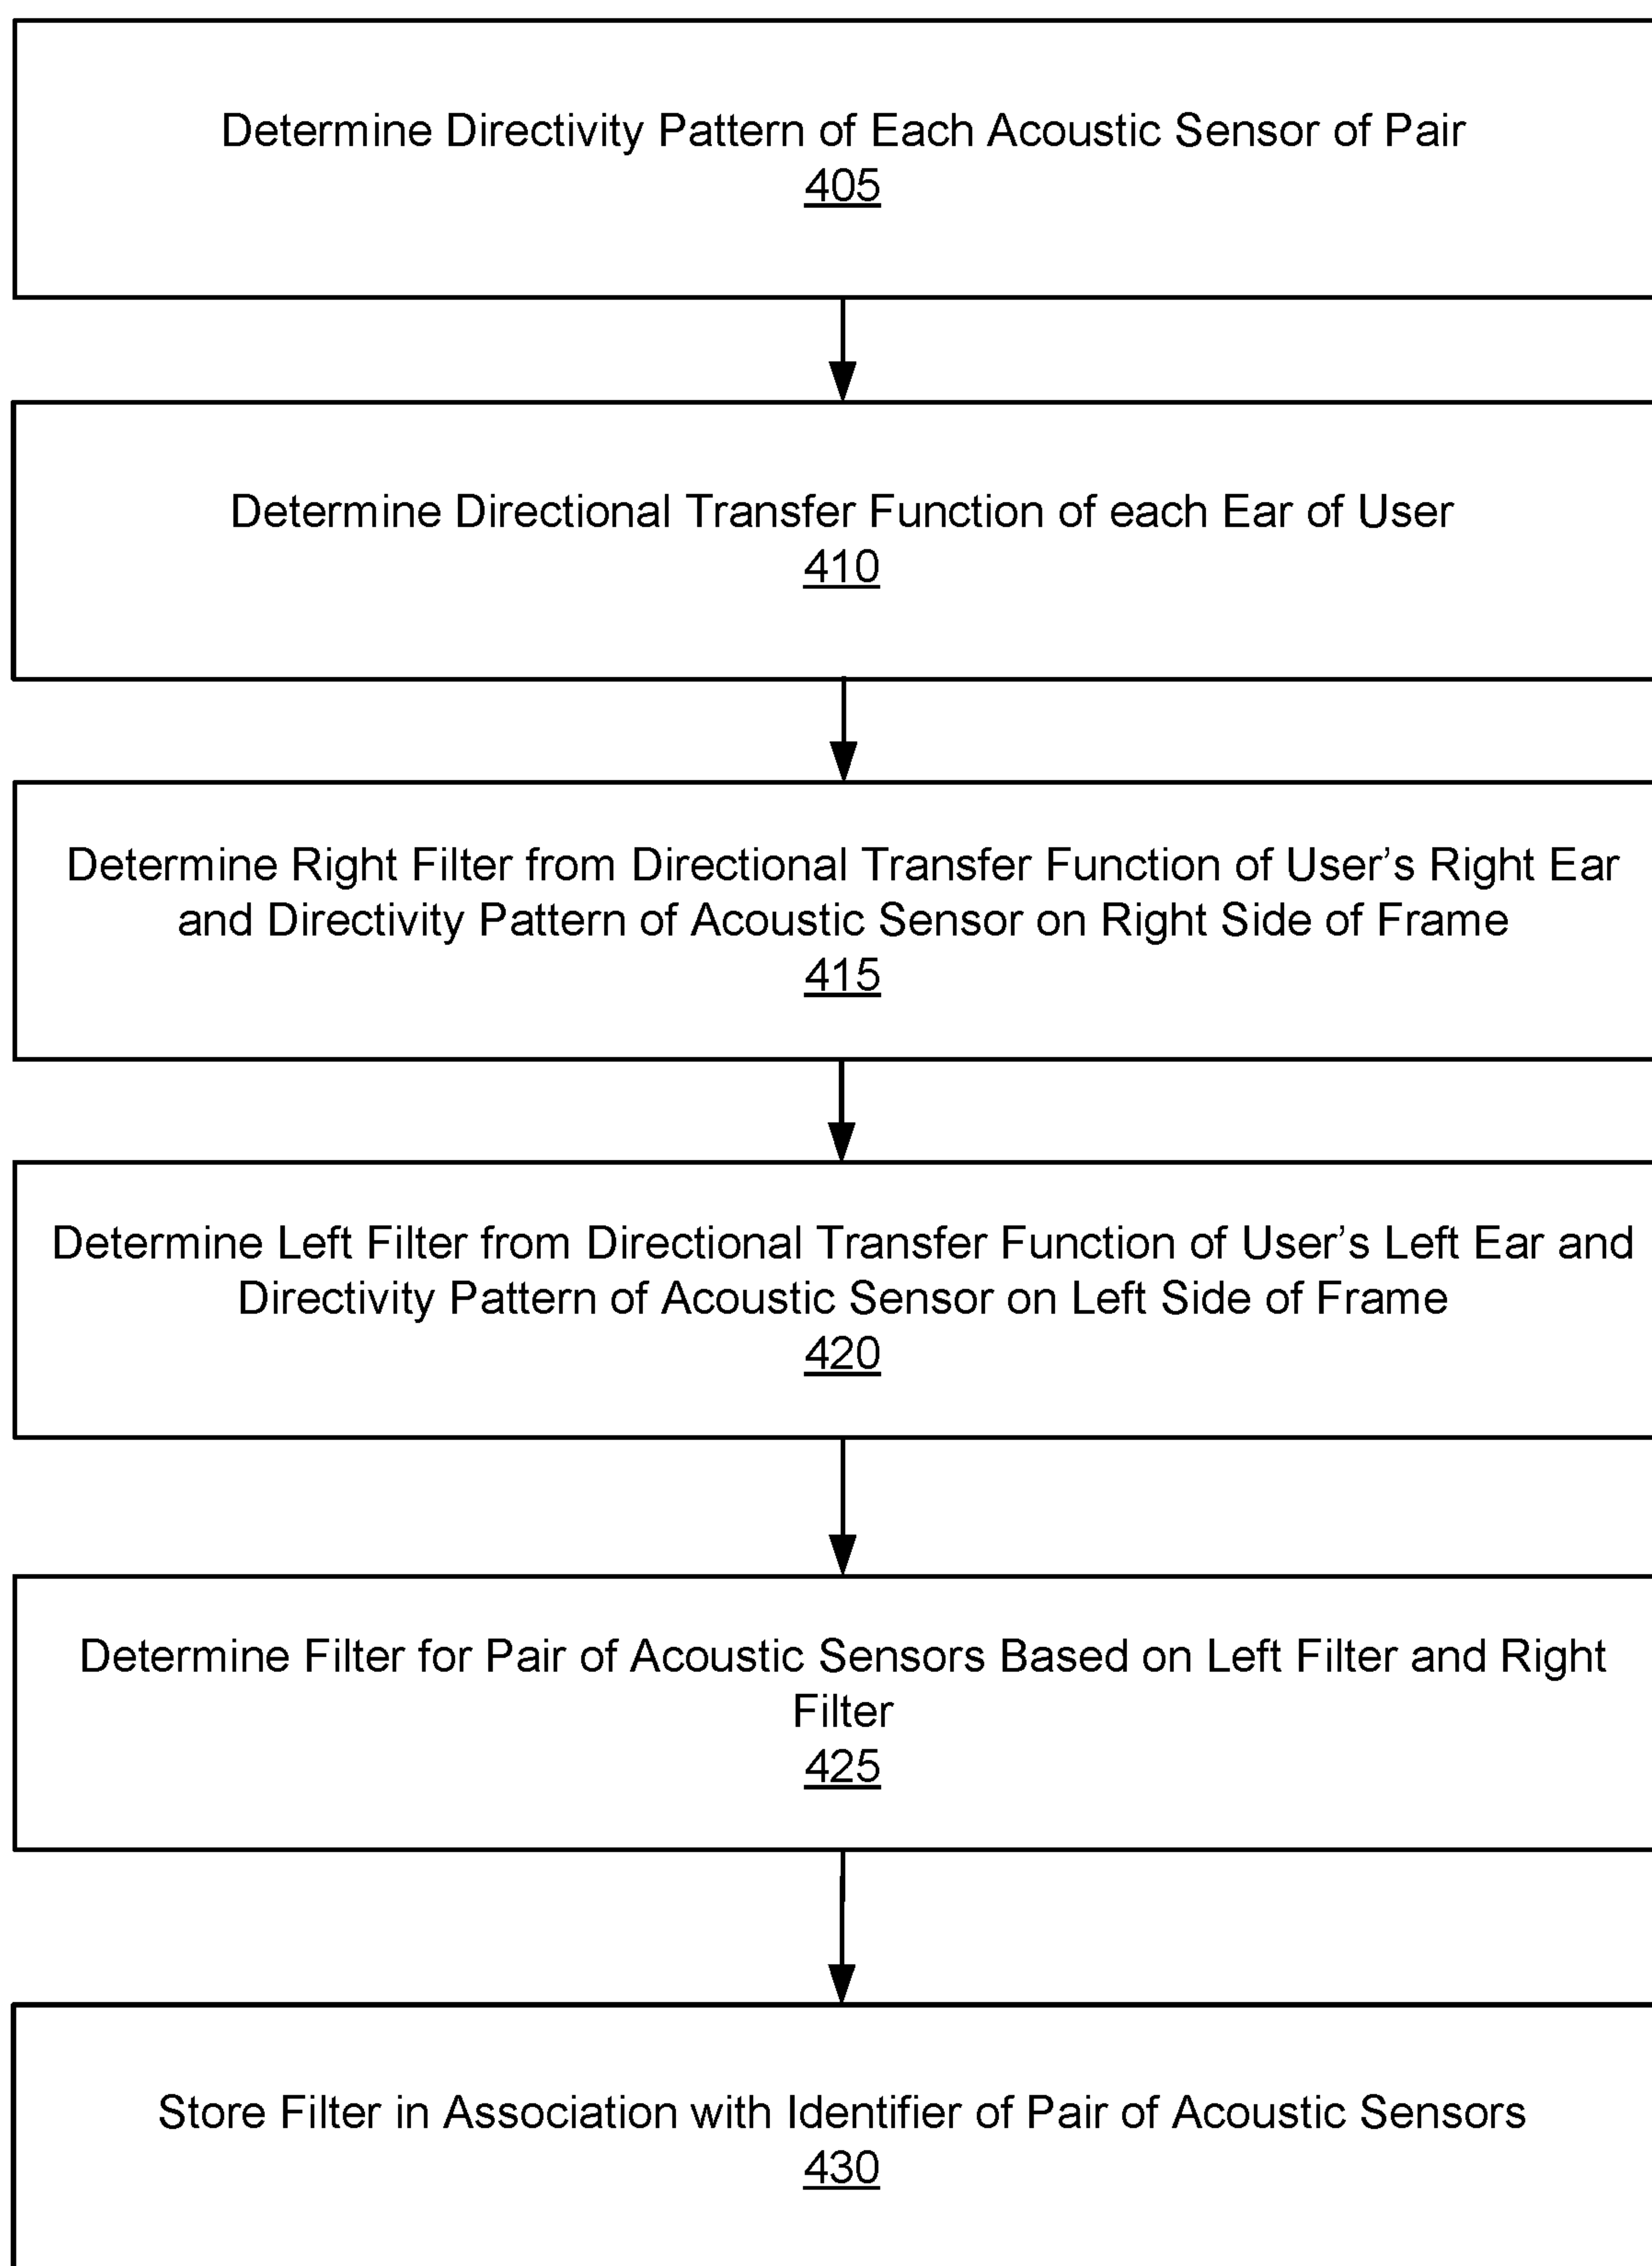 Determine Directivity Pattern of Each Acoustic Sensor of Pair
405
Determine Directional Transfer Function of each Ear of User
410
Determine Right Filter from Directional Transfer Function of User’s Right Ear
and Directivity Pattern of Acoustic Sensor on Right Side of Frame
415
Determine Left Filter from Directional Transfer Function of User’s Left Ear and
Directivity Pattern of Acoustic Sensor on Left Side of Frame
420
Determine Filter for Pair of Acoustic Sensors Based on Left Filter and Right
Filter
425
Store Filter in Association with Identifier of Pair of Acoustic Sensors
430